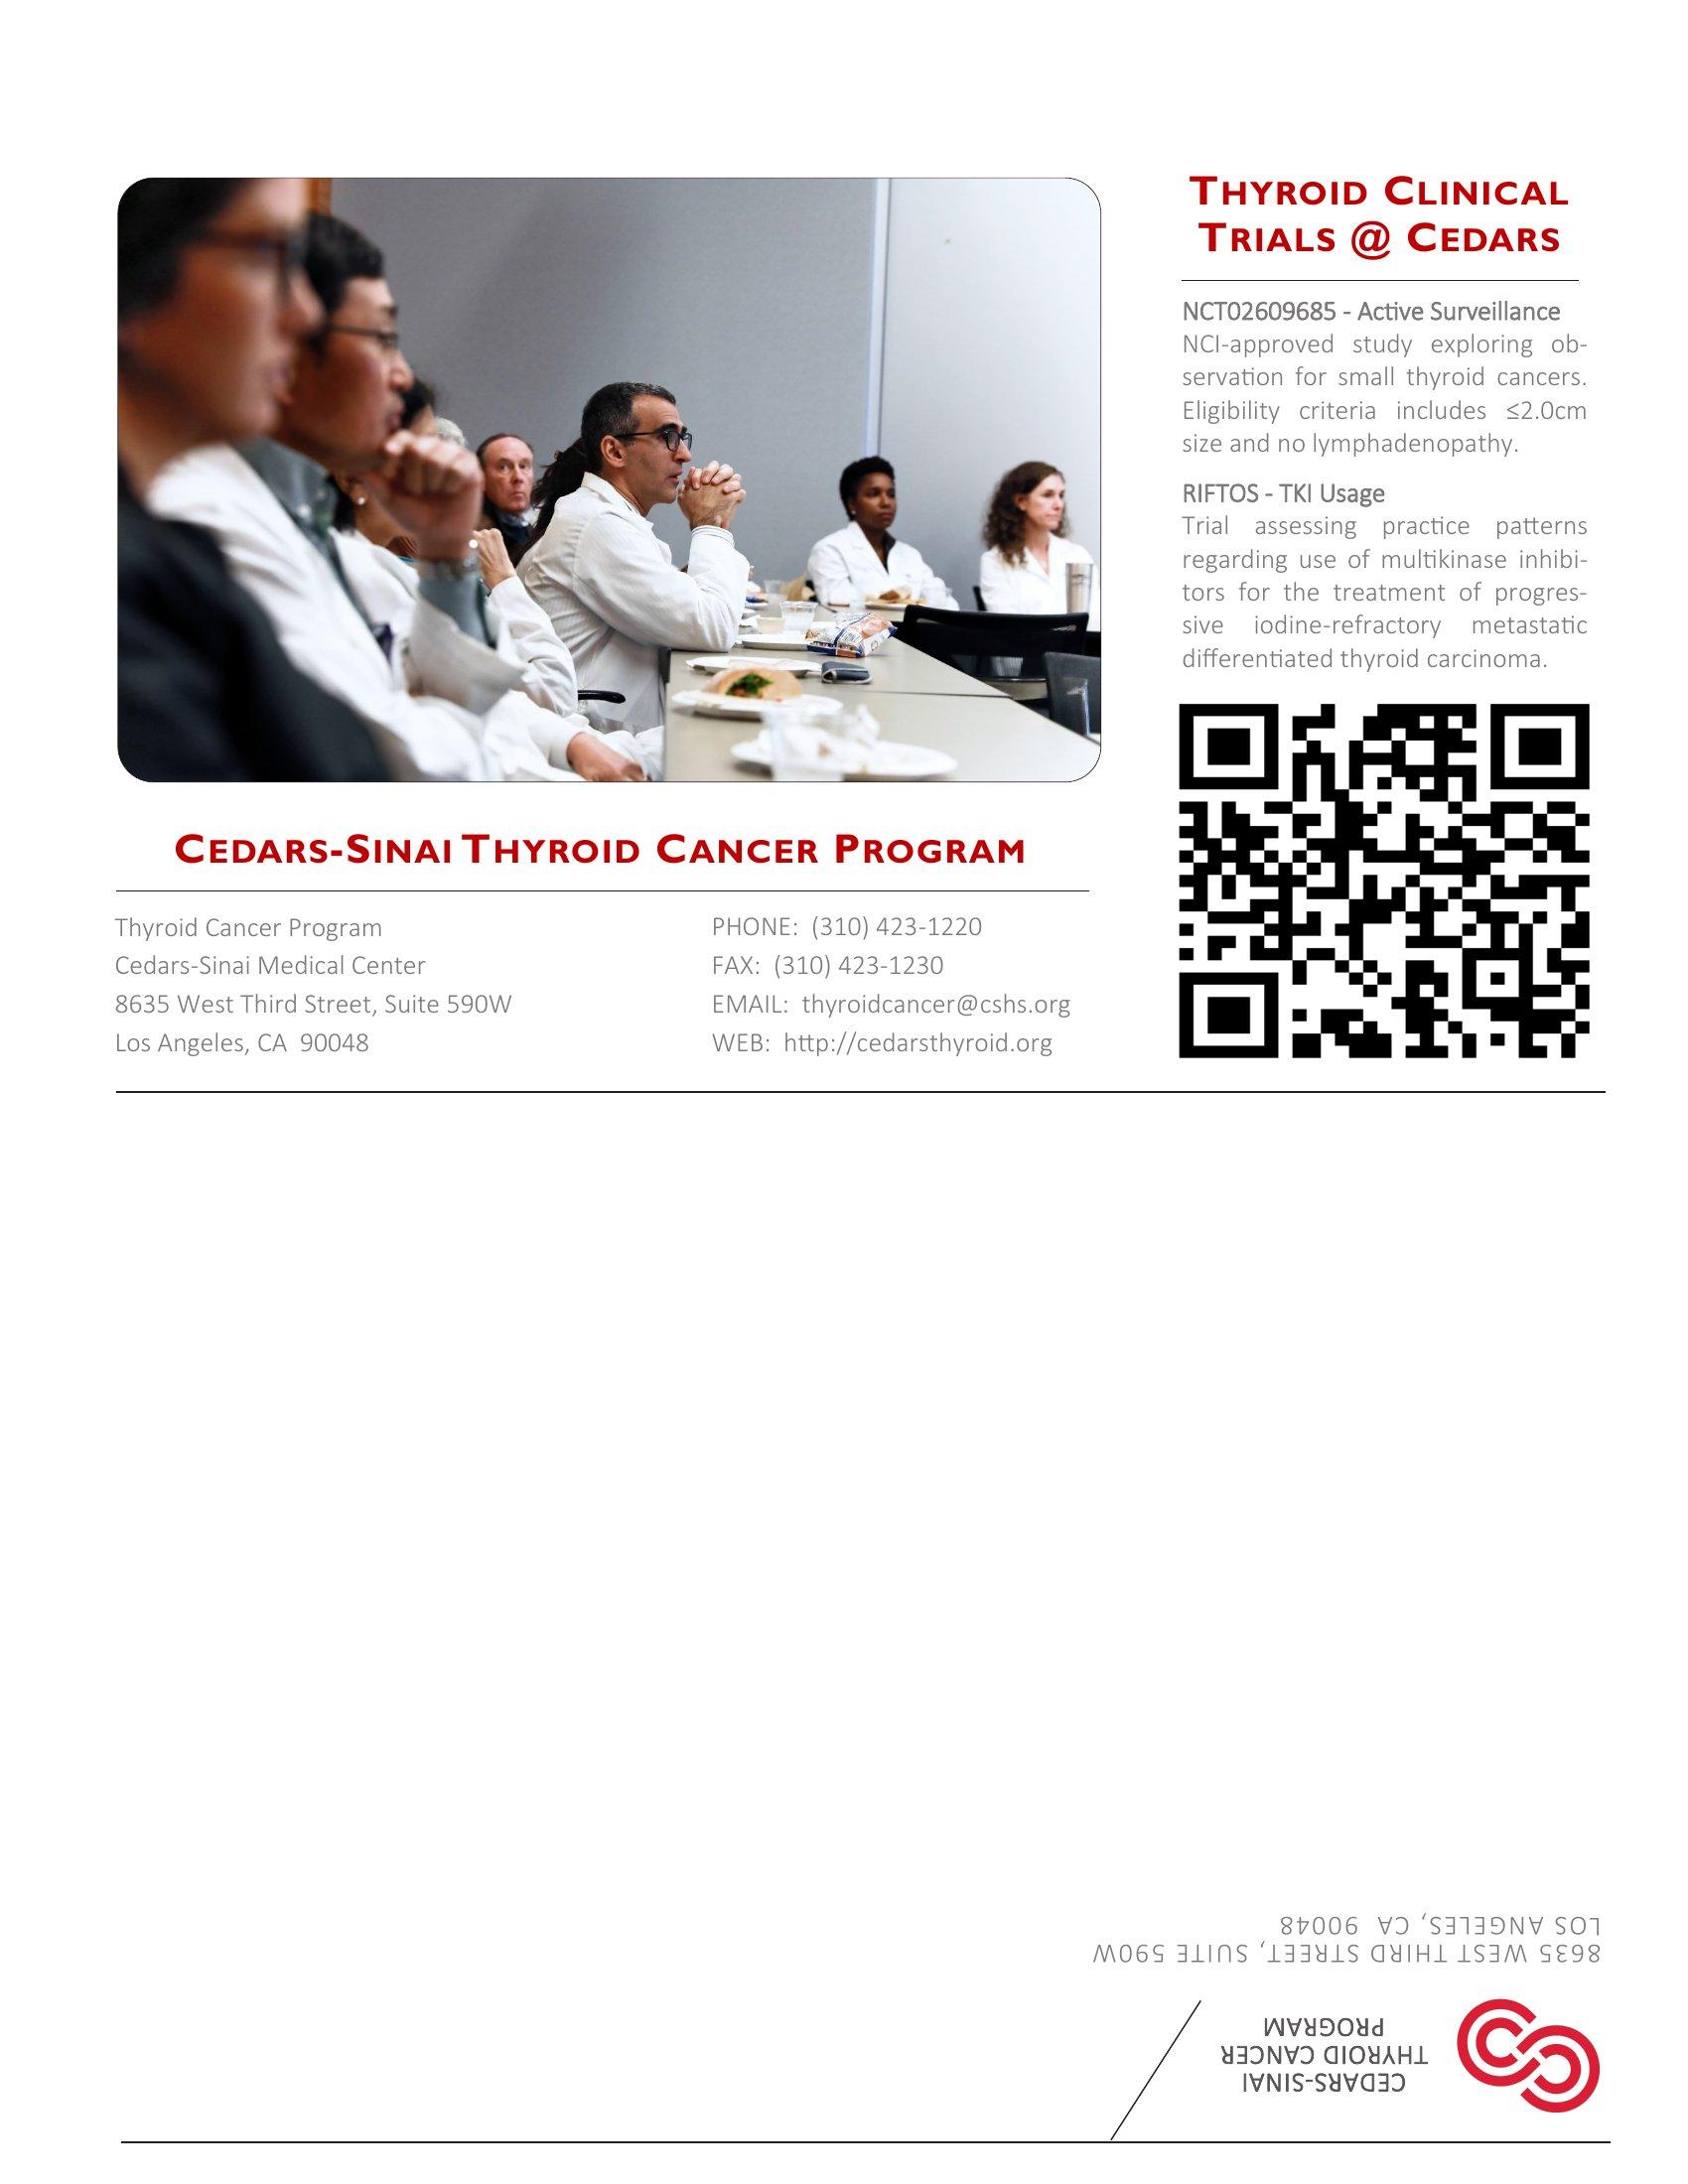 THYROID CLINICAL
TRIALS @ CEDARS
NCT02609685 - Active Surveillance
NCI-approved study exploring ob-
servation for small thyroid cancers.
Eligibility criteria includes ≤2.0cm
size and no lymphadenopathy.
RIFTOS - TKI Usage
Trial assessing practice patterns
regarding use of multikinase inhibi-
tors for the treatment of progres-
sive iodine-refractory metastatic
differentiated thyroid carcinoma.
CEDARS-SINAI THYROID CANCER PROGRAM
Thyroid Cancer Program
Cedars-Sinai Medical Center
8635 West Third Street, Suite 590W
Los Angeles, CA 90048
PHONE: (310) 423-1220
FAX: (310) 423-1230
EMAIL: thyroidcancer@cshs.org
WEB: http://cedarsthyroid.org
CEDARS-SINAI
THYROID CANCER
PROGRAM
8635 WEST THIRD STREET, SUITE 590W
LOS ANGELES, CA 90048